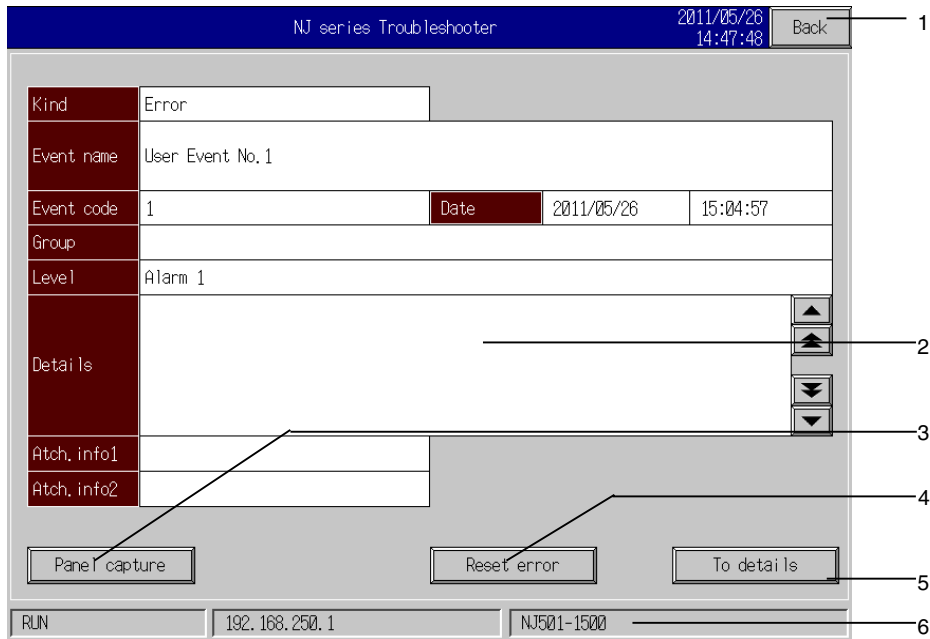 NJ series Troubleshooter
2011/05/26
14:47:48
Back
1
Kind
Error
Event name
User Event No.1
Event code
1
Date
2011/05/26
15:04:57
Group
Level
Alarm 1
Details
2
3
Atch.info1
Atch.info2
4
Panel capture
Reset error
To details
5
RUN
192.168.250.1
NJ501-1500
6